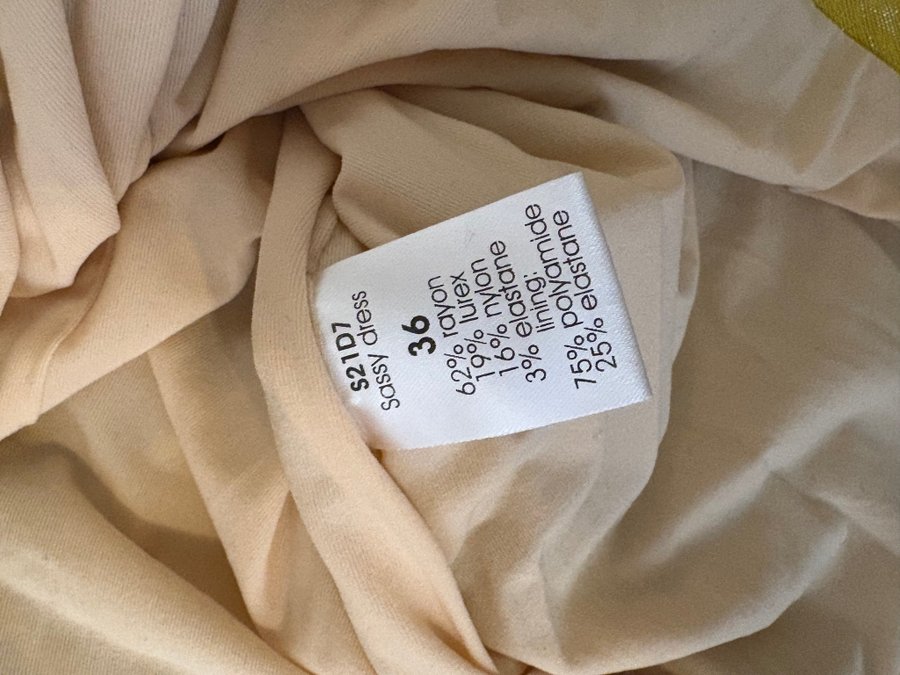 S21D7
sassy dress
36
62% rayon
19% lurex
16% nylon
3% elastane
lining:
75% polyamide
25% elastane